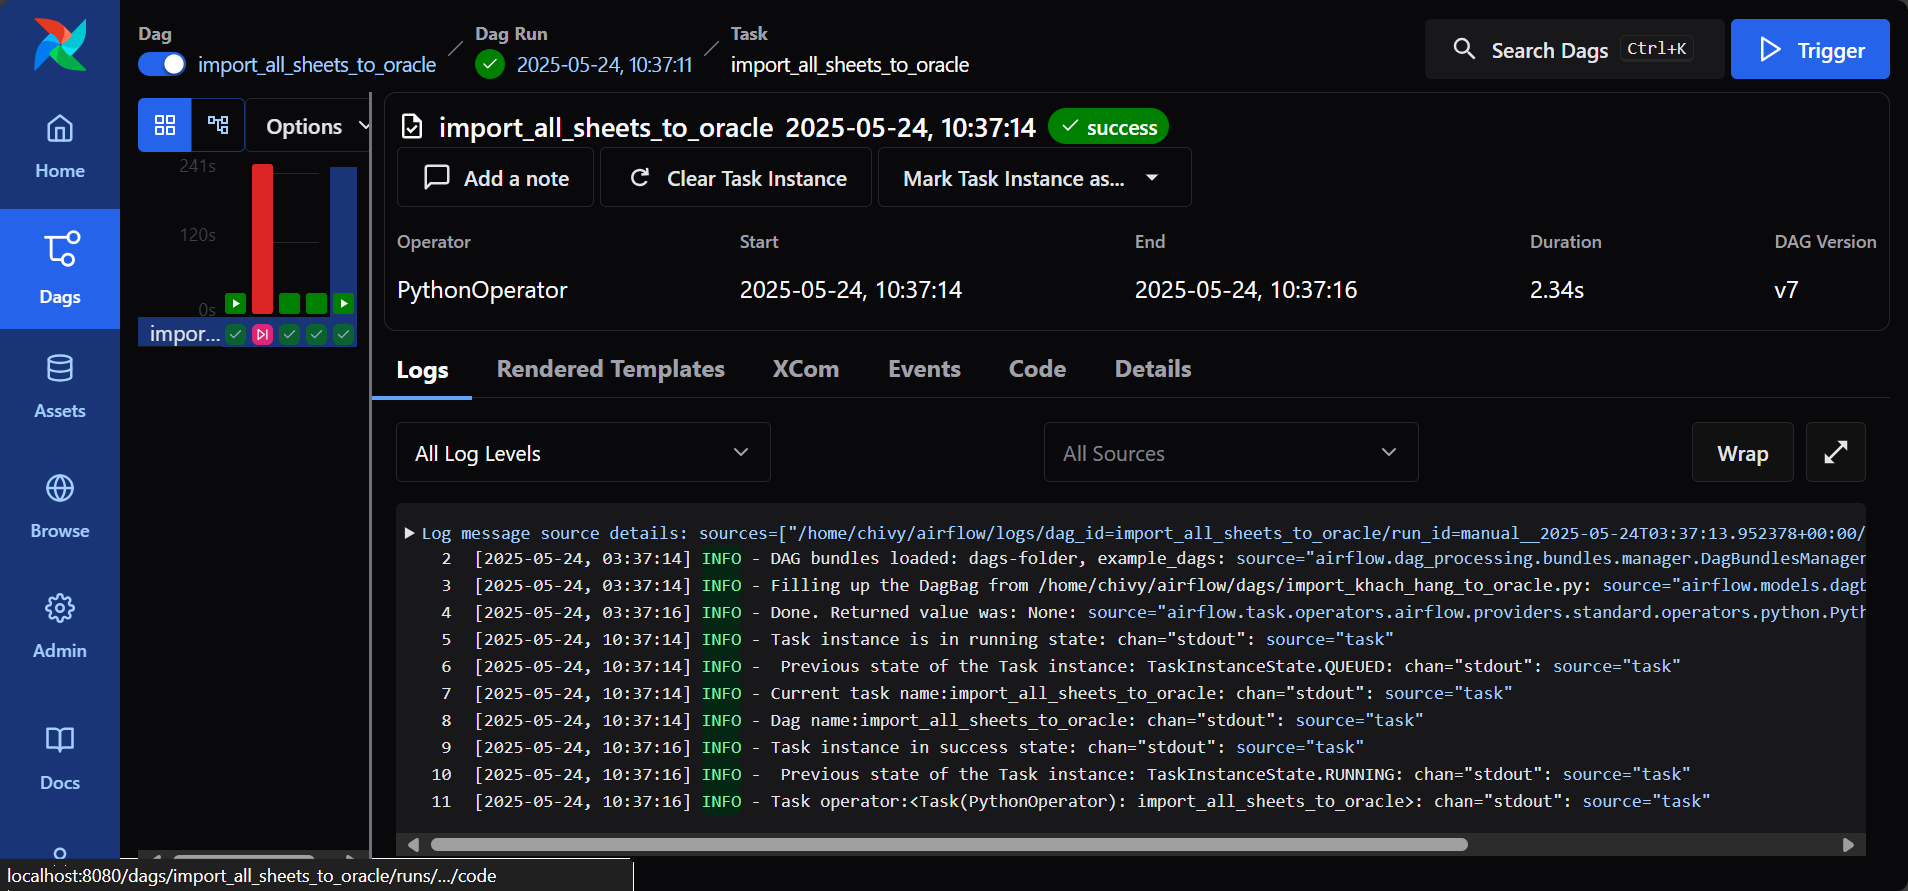 Dag
import_all_sheets_to_oracle
Dag Run
2025-05-24, 10:37:11
Task
import_all_sheets_to_oracle
Search Dags Ctrl+K
Trigger
Home
Dags
Assets
Browse
Admin
Docs
Options
241s
120s
0s
impor...
import_all_sheets_to_oracle 2025-05-24, 10:37:14 success
Add a note
Clear Task Instance
Mark Task Instance as...
Operator Start End Duration DAG Version
PythonOperator 2025-05-24, 10:37:14 2025-05-24, 10:37:16 2.34s v7
Logs Rendered Templates XCom Events Code Details
All Log Levels All Sources Wrap
Log message source details: sources=["/home/chivy/airflow/logs/dag_id=import_all_sheets_to_oracle/run_id=manual__2025-05-24T03:37:13.952378+00:00/
2 [2025-05-24, 03:37:14] INFO - DAG bundles loaded: dags-folder, example_dags: source="airflow.dag_processing.bundles.manager.DagBundlesManager
3 [2025-05-24, 03:37:14] INFO - Filling up the DagBag from /home/chivy/airflow/dags/import_khach_hang_to_oracle.py: source="airflow.models.dagb
4 [2025-05-24, 03:37:16] INFO - Done. Returned value was: None: source="airflow.task.operators.airflow.providers.standard.operators.python.Pyth
5 [2025-05-24, 10:37:14] INFO - Task instance is in running state: chan="stdout": source="task"
6 [2025-05-24, 10:37:14] INFO -  Previous state of the Task instance: TaskInstanceState.QUEUED: chan="stdout": source="task"
7 [2025-05-24, 10:37:14] INFO - Current task name:import_all_sheets_to_oracle: chan="stdout": source="task"
8 [2025-05-24, 10:37:14] INFO - Dag name:import_all_sheets_to_oracle: chan="stdout": source="task"
9 [2025-05-24, 10:37:16] INFO - Task instance in success state: chan="stdout": source="task"
10 [2025-05-24, 10:37:16] INFO -  Previous state of the Task instance: TaskInstanceState.RUNNING: chan="stdout": source="task"
11 [2025-05-24, 10:37:16] INFO - Task operator:<Task(PythonOperator): import_all_sheets_to_oracle>: chan="stdout": source="task"
localhost:8080/dags/import_all_sheets_to_oracle/runs/.../code